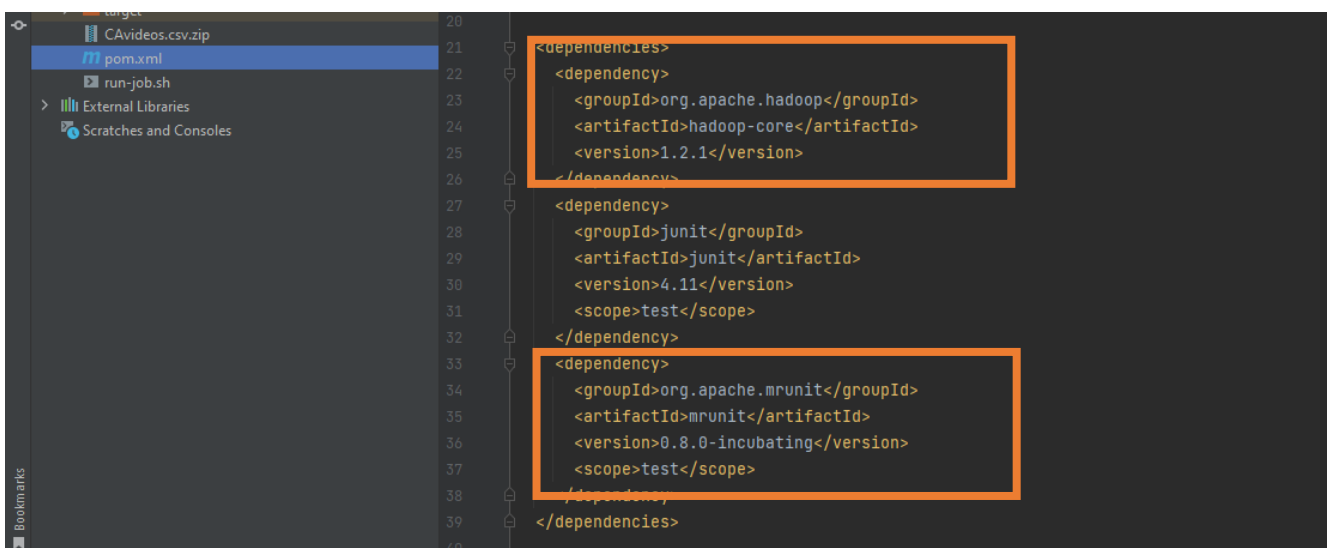 target
CAvideos.csv.zip
pom.xml
run-job.sh
External Libraries
Scratches and Consoles
Bookmarks
20
21 <dependencies>
22 <dependency>
23 <groupId>org.apache.hadoop</groupId>
24 <artifactId>hadoop-core</artifactId>
25 <version>1.2.1</version>
26 </dependency>
27 <dependency>
28 <groupId>junit</groupId>
29 <artifactId>junit</artifactId>
30 <version>4.11</version>
31 <scope>test</scope>
32 </dependency>
33 <dependency>
34 <groupId>org.apache.mrunit</groupId>
35 <artifactId>mrunit</artifactId>
36 <version>0.8.0-incubating</version>
37 <scope>test</scope>
38 </dependency>
39 </dependencies>
40